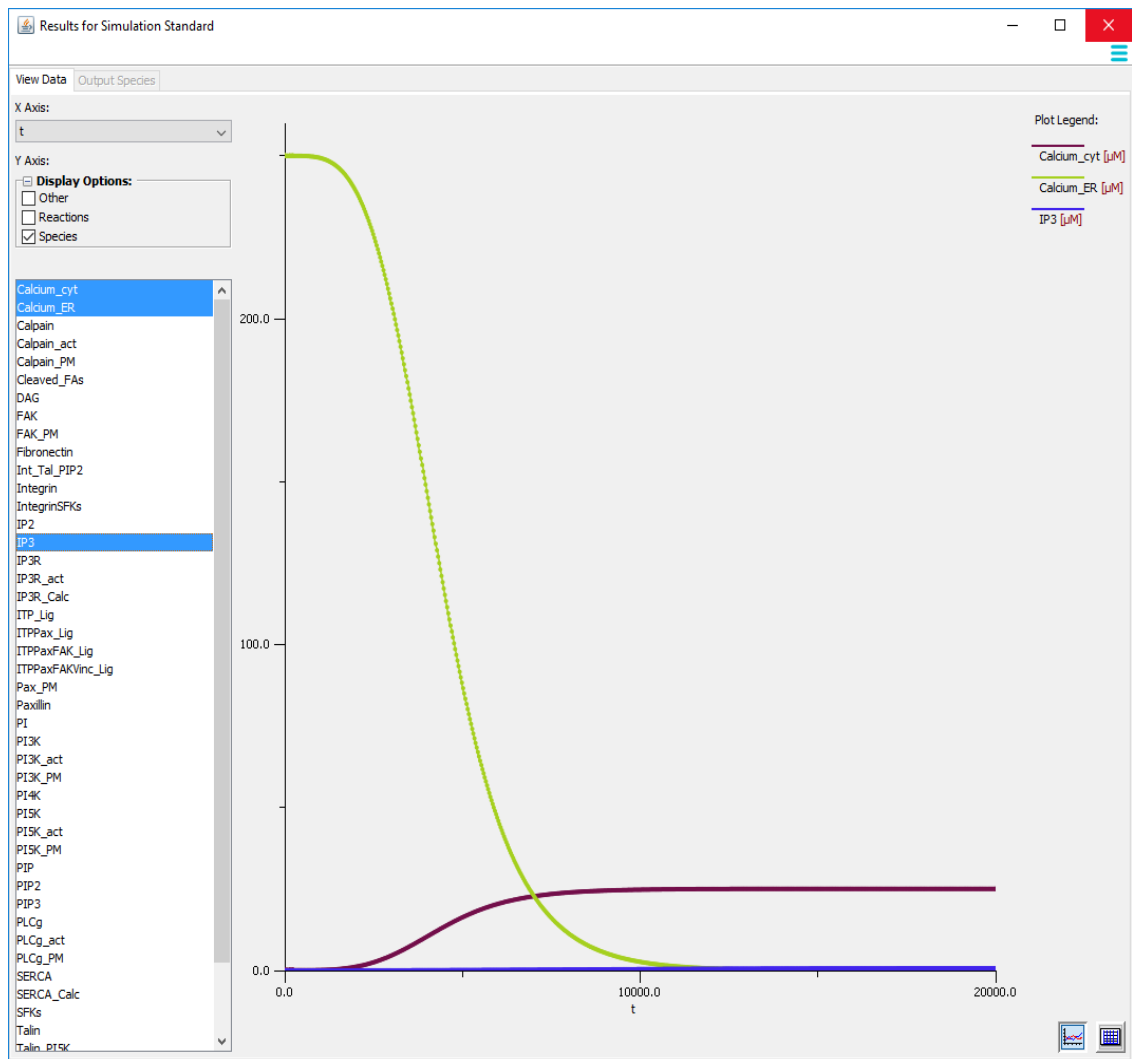 Results for Simulation Standard
View Data Output Species
X Axis:
t
Y Axis:
Display Options:
Other
Reactions
Species
Calcium_cyt
Calcium_ER
Calpain
Calpain_act
Calpain_PM
Cleaved_FAs
DAG
FAK
FAK_PM
Fibronectin
Int_Tal_PIP2
Integrin
IntegrinSFKs
IP2
IP3
IP3R
IP3R_act
IP3R_Calc
ITP_Lig
ITPPax_Lig
ITPPaxFAK_Lig
ITPPaxFAKVinc_Lig
Pax_PM
Paxillin
PI
PI3K
PI3K_act
PI3K_PM
PI4K
PI5K
PI5K_act
PI5K_PM
PIP
PIP2
PIP3
PLCg
PLCg_act
PLCg_PM
SERCA
SERCA_Calc
SFKs
Talin
Talin_PI5K
200.0
100.0
0.0
0.0 10000.0 20000.0
t
Plot Legend:
Calcium_cyt [µM]
Calcium_ER [µM]
IP3 [µM]